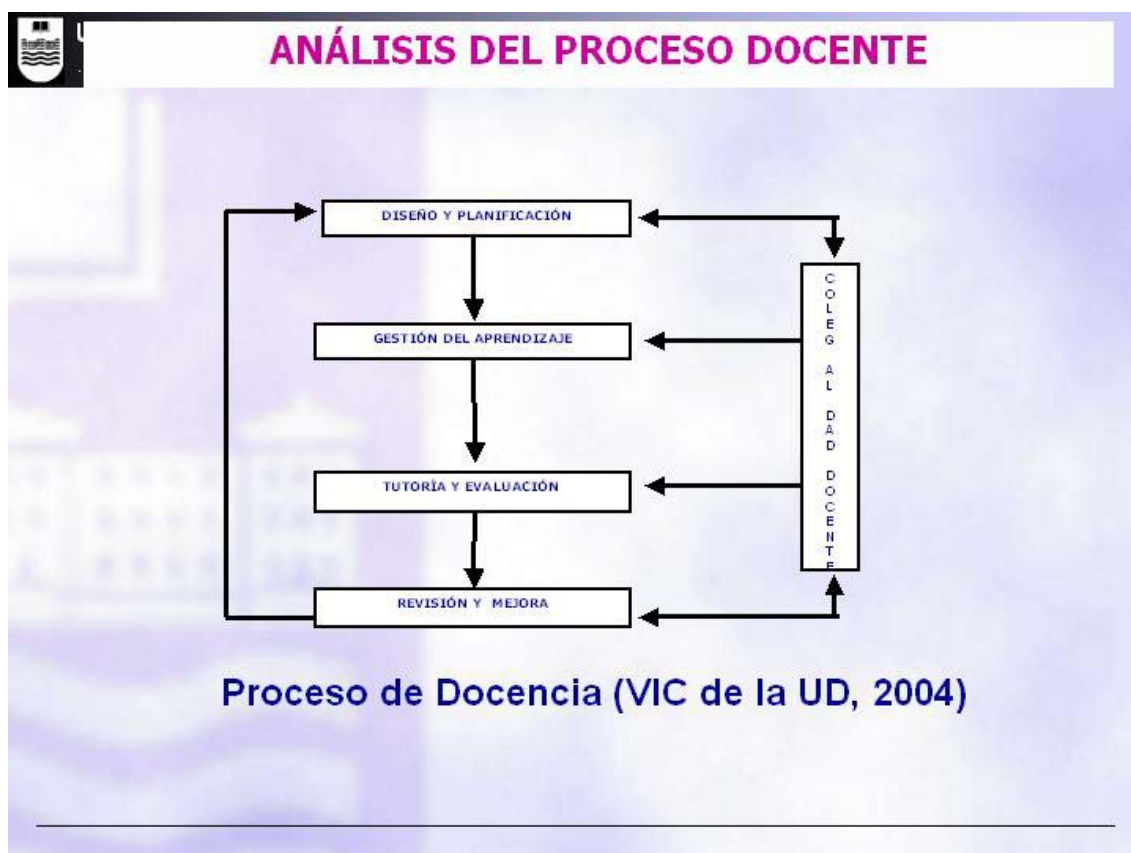 U
ANÁLISIS DEL PROCESO DOCENTE
DISEÑO Y PLANIFICACIÓN
GESTIÓN DEL APRENDIZAJE
TUTORÍA Y EVALUACIÓN
REVISIÓN Y MEJORA
COLEG AL DAD DOCENTE
Proceso de Docencia (VIC de la UD, 2004)